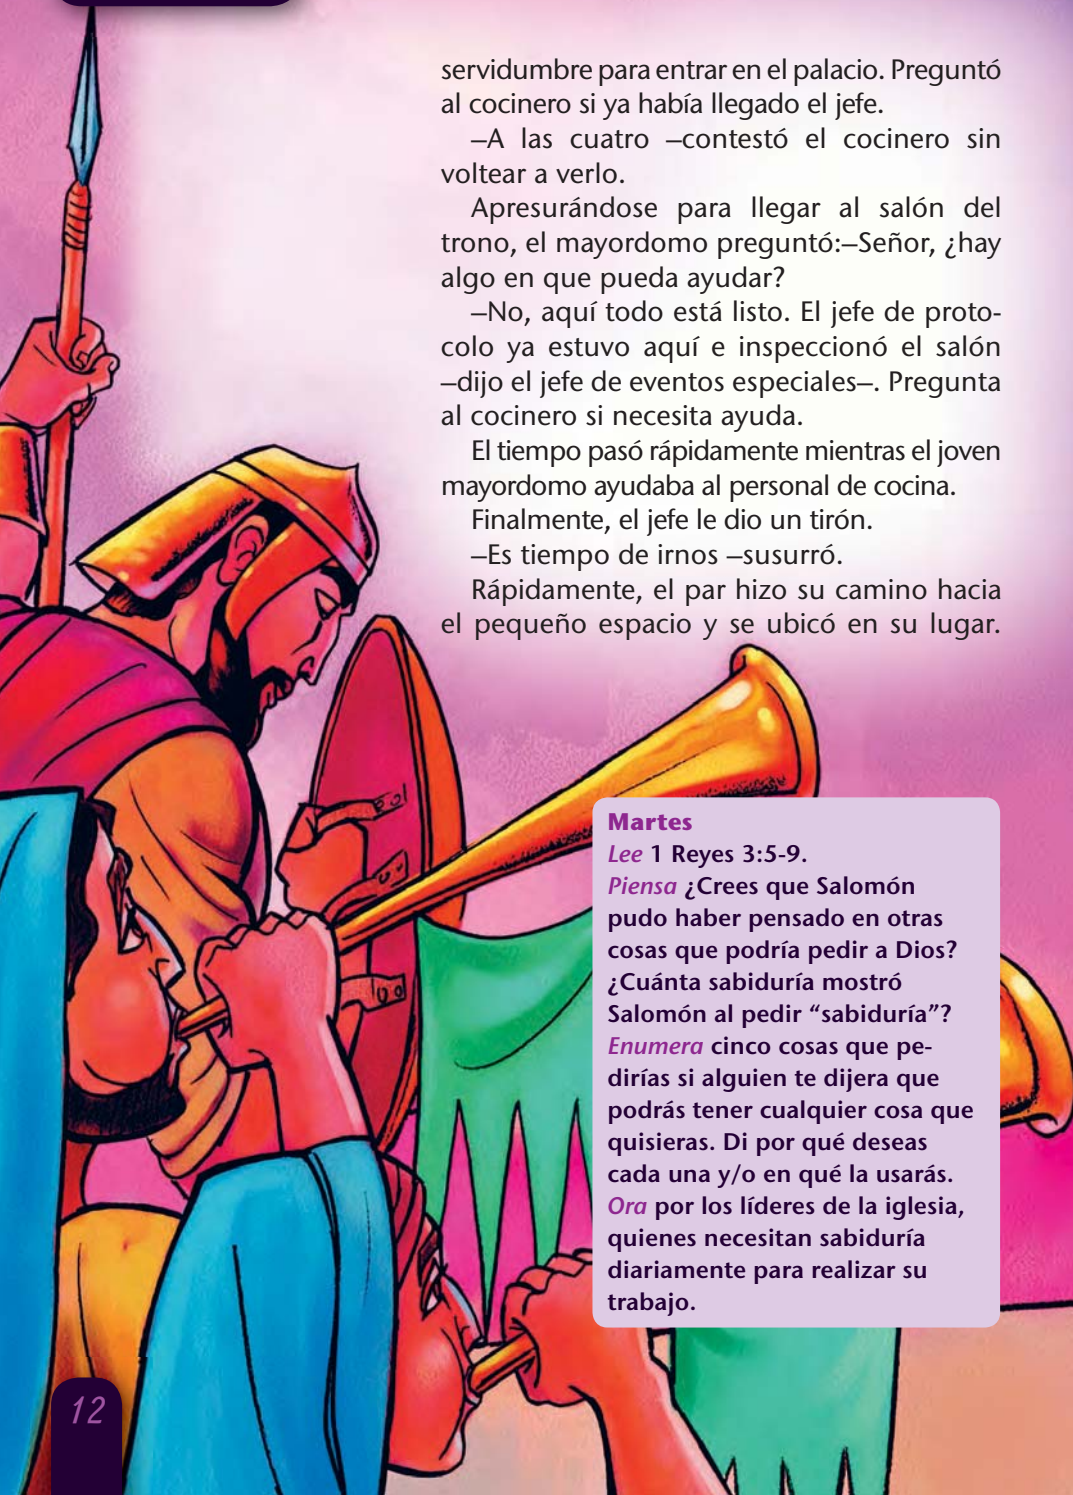 servidumbre para entrar en el palacio. Preguntó
al cocinero si ya había llegado el jefe.
–A las cuatro –contestó el cocinero sin
voltear a verlo.
Apresurándose para llegar al salón del
trono, el mayordomo preguntó:–Señor, ¿hay
algo en que pueda ayudar?
–No, aquí todo está listo. El jefe de proto-
colo ya estuvo aquí e inspeccionó el salón
–dijo el jefe de eventos especiales–. Pregunta
al cocinero si necesita ayuda.
El tiempo pasó rápidamente mientras el joven
mayordomo ayudaba al personal de cocina.
Finalmente, el jefe le dio un tirón.
–Es tiempo de irnos –susurró.
Rápidamente, el par hizo su camino hacia
el pequeño espacio y se ubicó en su lugar.
Martes
Lee 1 Reyes 3:5-9.
Piensa ¿Crees que Salomón
pudo haber pensado en otras
cosas que podría pedir a Dios?
¿Cuánta sabiduría mostró
Salomón al pedir “sabiduría”?
Enumera cinco cosas que pe-
dirías si alguien te dijera que
podrás tener cualquier cosa que
quisieras. Di por qué deseas
cada una y/o en qué la usarás.
Ora por los líderes de la iglesia,
quienes necesitan sabiduría
diariamente para realizar su
trabajo.
12